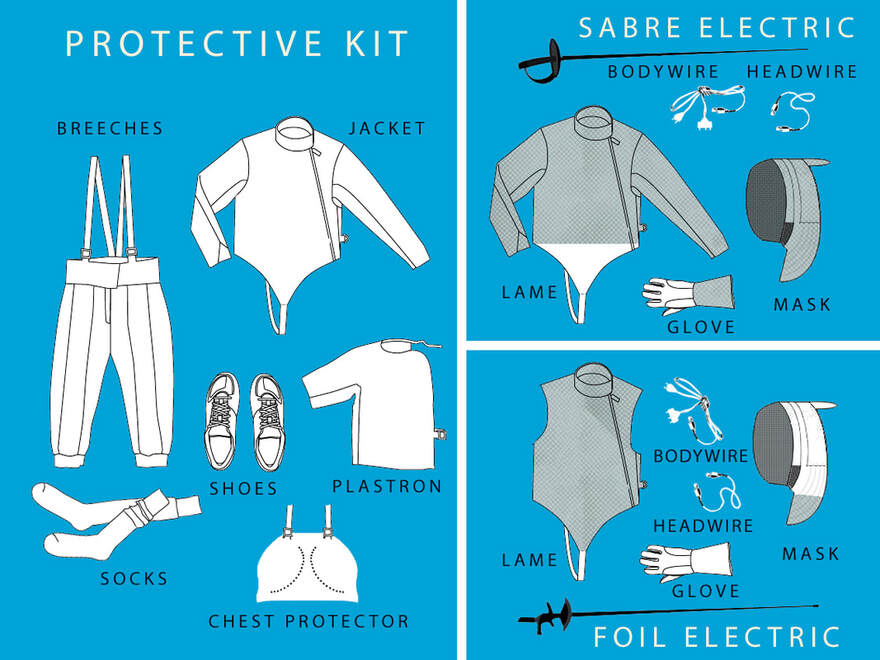 PROTECTIVE KIT
BREECHES
JACKET
SHOES
PLASTRON
SOCKS
CHEST PROTECTOR
SABRE ELECTRIC
BODYWIRE
HEADWIRE
LAME
MASK
GLOVE
BODYWIRE
HEADWIRE
LAME
MASK
GLOVE
FOIL ELECTRIC